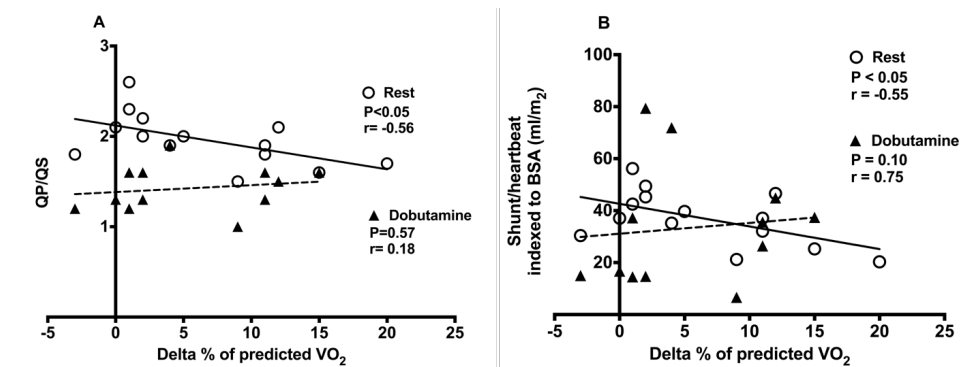 A
3
2
1
QP/QS
Rest
P<0.05
r= -0.56
Dobutamine
P=0.57
r= 0.18
-5 0 5 10 15 20 25
Delta % of predicted VO2
B
100
80
60
40
20
Shunt/heartbeat
indexed to BSA (ml/m2)
Rest
P < 0.05
r = -0.55
Dobutamine
P = 0.10
r = 0.75
-5 0 5 10 15 20 25
Delta % of predicted VO2